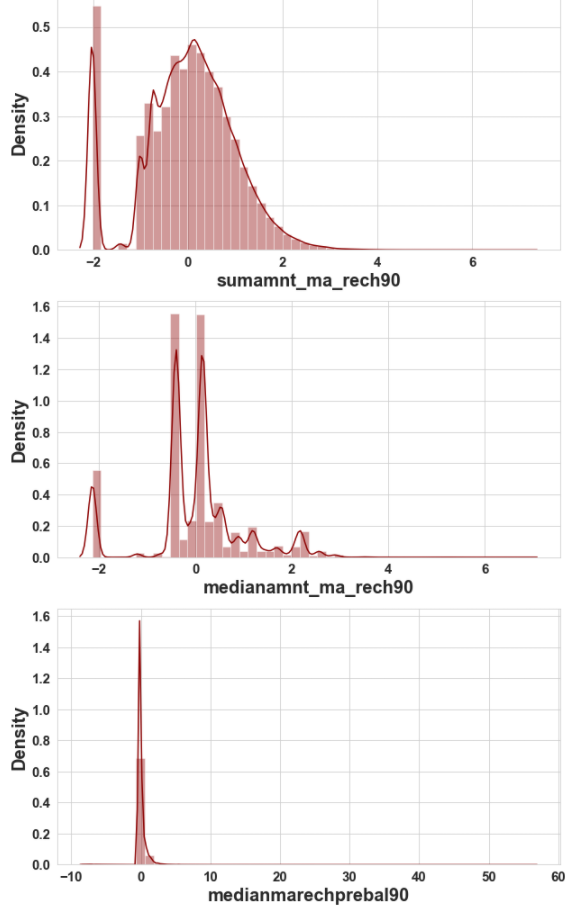 0.5
0.4
0.3
0.2
0.1
0.0
Density
−2 0 2 4 6
sumamnt_ma_rech90
1.6
1.4
1.2
1.0
0.8
0.6
0.4
0.2
0.0
Density
−2 0 2 4 6
medianamnt_ma_rech90
1.6
1.4
1.2
1.0
0.8
0.6
0.4
0.2
0.0
Density
−10 0 10 20 30 40 50 60
medianmarechprebal90